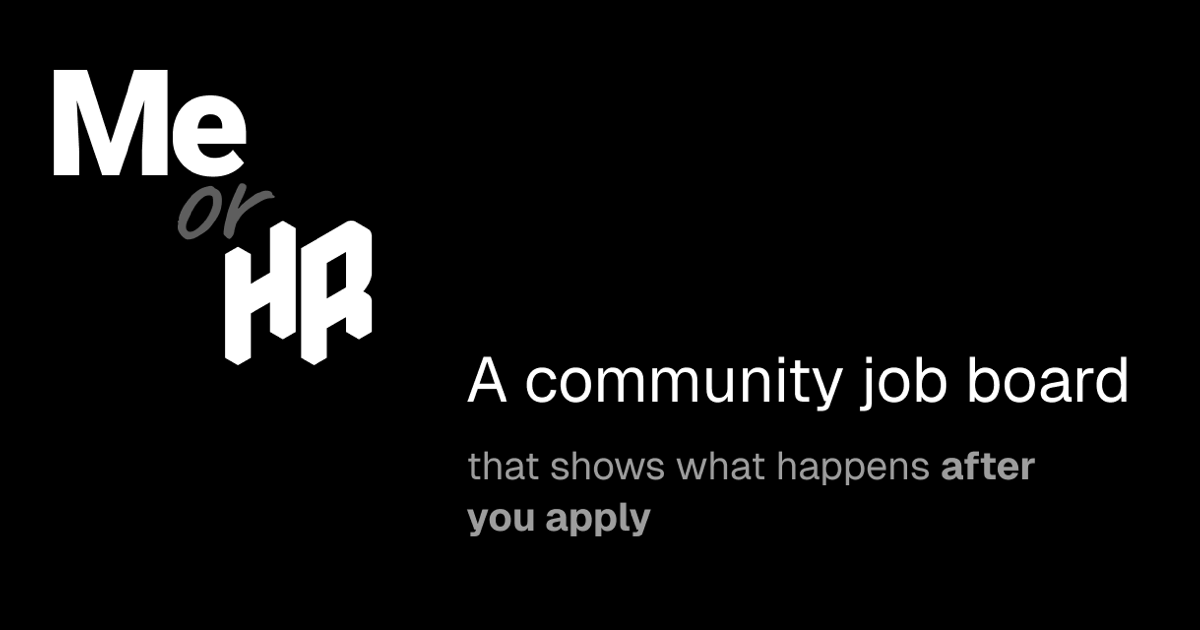 Me
or
HR
A community job board
that shows what happens after
you apply